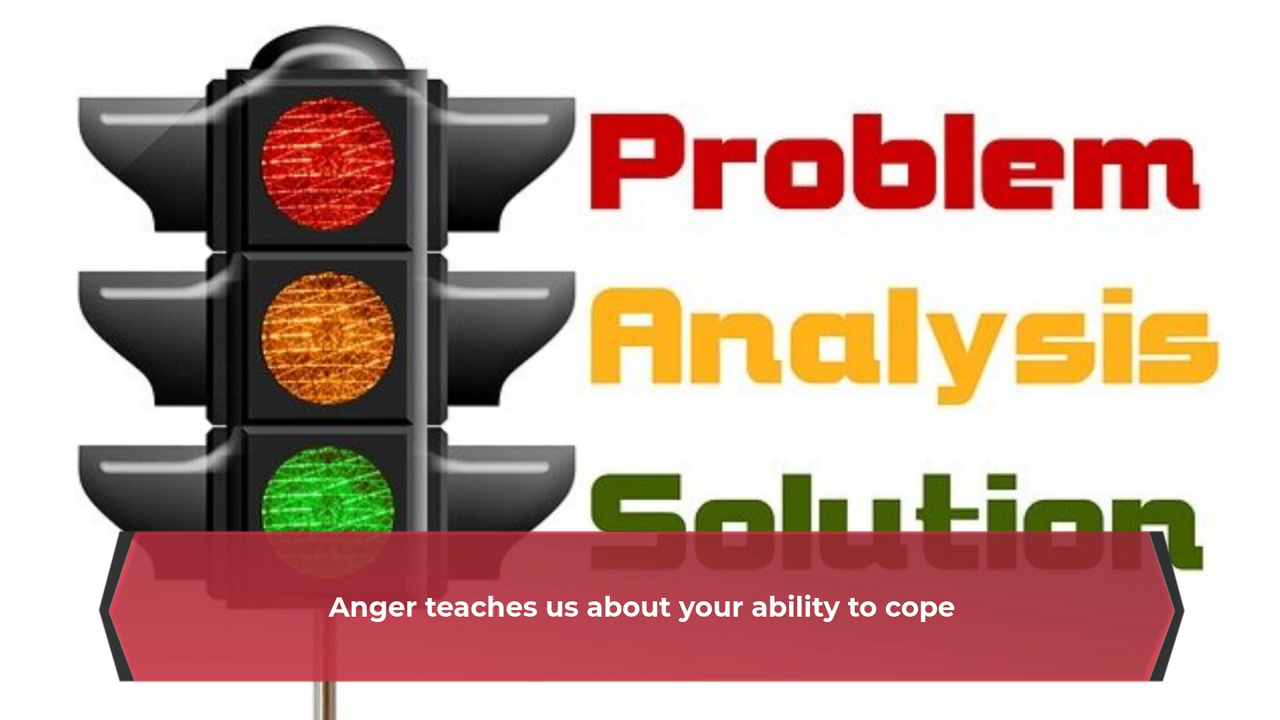 Problem
Analysis
Solution
Anger teaches us about your ability to cope